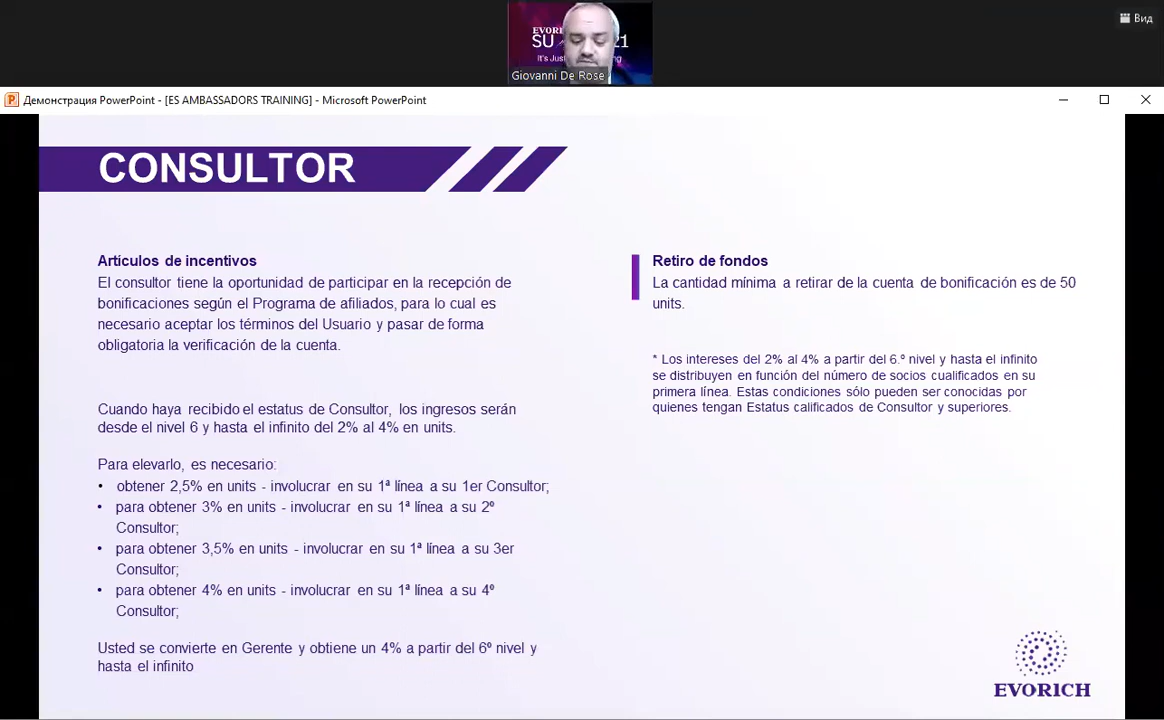 Вид
EVORI
SU 21
It's Jus
Giovanni De Rose
Демонстрация PowerPoint - [ES AMBASSADORS TRAINING] - Microsoft PowerPoint
CONSULTOR
Artículos de incentivos
El consultor tiene la oportunidad de participar en la recepción de
bonificaciones según el Programa de afiliados, para lo cual es
necesario aceptar los términos del Usuario y pasar de forma
obligatoria la verificación de la cuenta.
Cuando haya recibido el estatus de Consultor, los ingresos serán
desde el nivel 6 y hasta el infinito del 2% al 4% en units.
Para elevarlo, es necesario:
• obtener 2,5% en units - involucrar en su 1ª línea a su 1er Consultor;
• para obtener 3% en units - involucrar en su 1ª línea a su 2º
Consultor;
• para obtener 3,5% en units - involucrar en su 1ª línea a su 3er
Consultor;
• para obtener 4% en units - involucrar en su 1ª línea a su 4º
Consultor;
Usted se convierte en Gerente y obtiene un 4% a partir del 6º nivel y
hasta el infinito
Retiro de fondos
La cantidad mínima a retirar de la cuenta de bonificación es de 50
units.
* Los intereses del 2% al 4% a partir del 6.º nivel y hasta el infinito
se distribuyen en función del número de socios cualificados en su
primera línea. Estas condiciones sólo pueden ser conocidas por
quienes tengan Estatus calificados de Consultor y superiores.
EVORICH